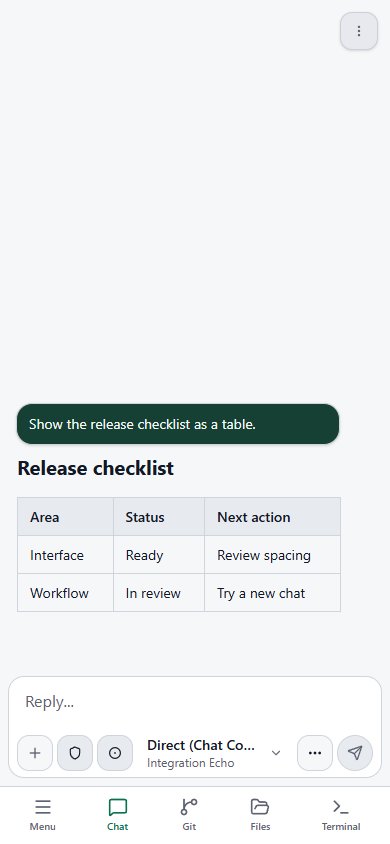 Show the release checklist as a table.
Release checklist
Area Status Next action
Interface Ready Review spacing
Workflow In review Try a new chat
Reply...
Direct (Chat Co...
Integration Echo
Menu Chat Git Files Terminal